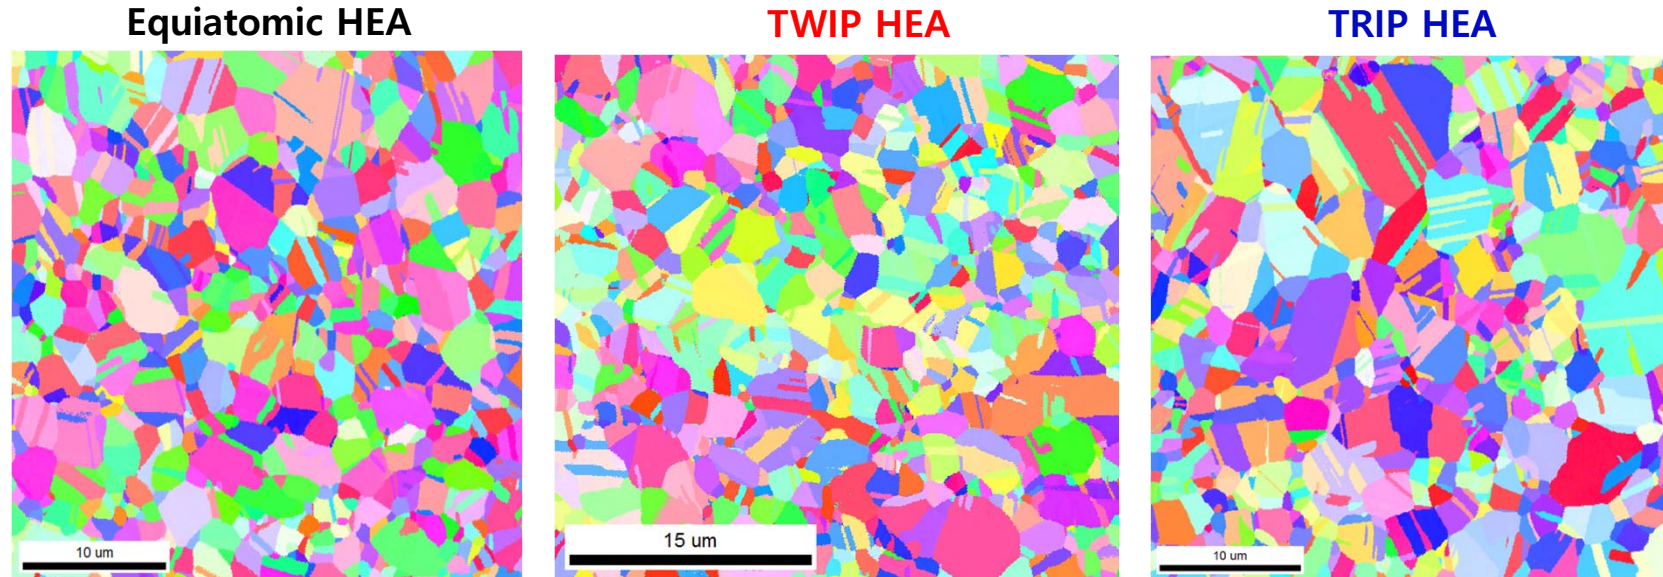 Equiatomic HEA
TWIP HEA
TRIP HEA
10 um
15 um
10 um